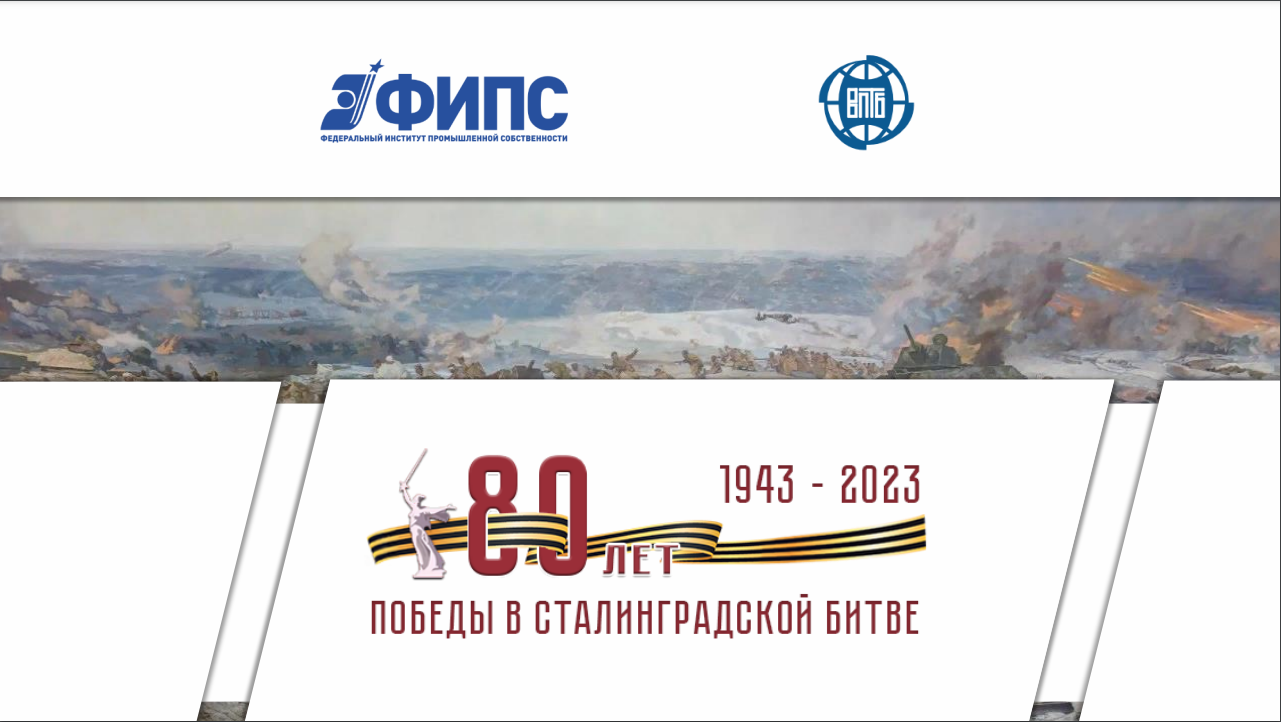 ФИПС
ФЕДЕРАЛЬНЫЙ ИНСТИТУТ ПРОМЫШЛЕННОЙ СОБСТВЕННОСТИ
ВПТБ
1943 - 2023
80 ЛЕТ
ПОБЕДЫ В СТАЛИНГРАДСКОЙ БИТВЕ